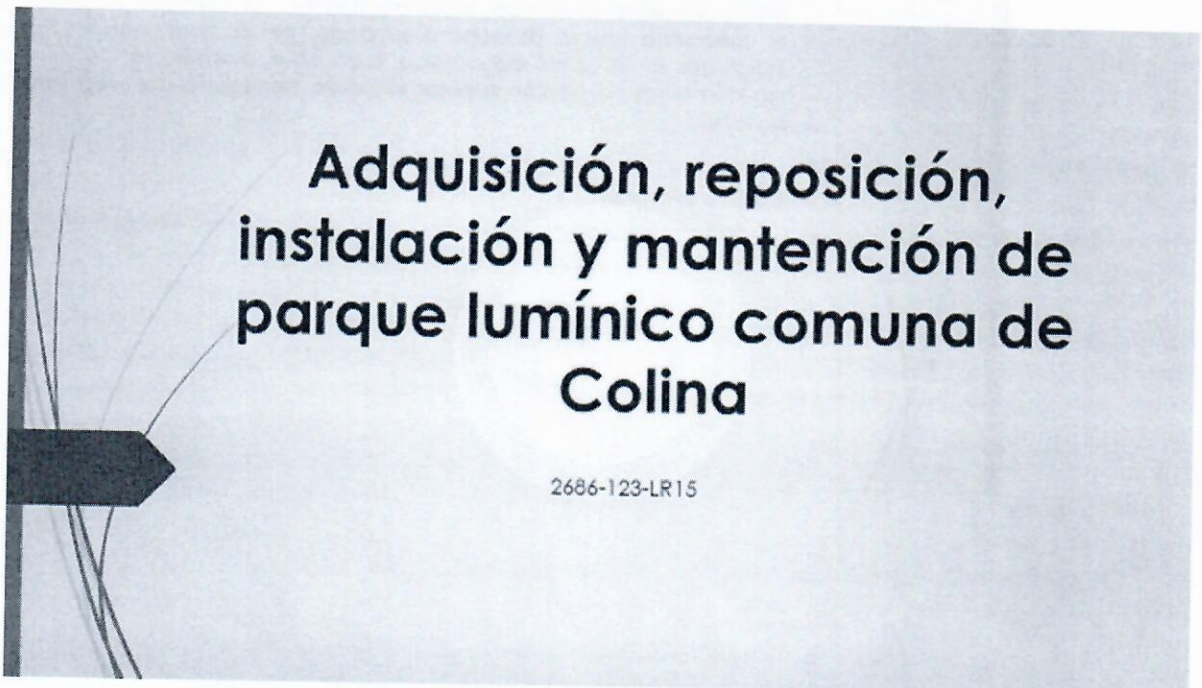 Adquisición, reposición,
instalación y mantención de
parque lumínico comuna de
Colina
2686-123-LR15